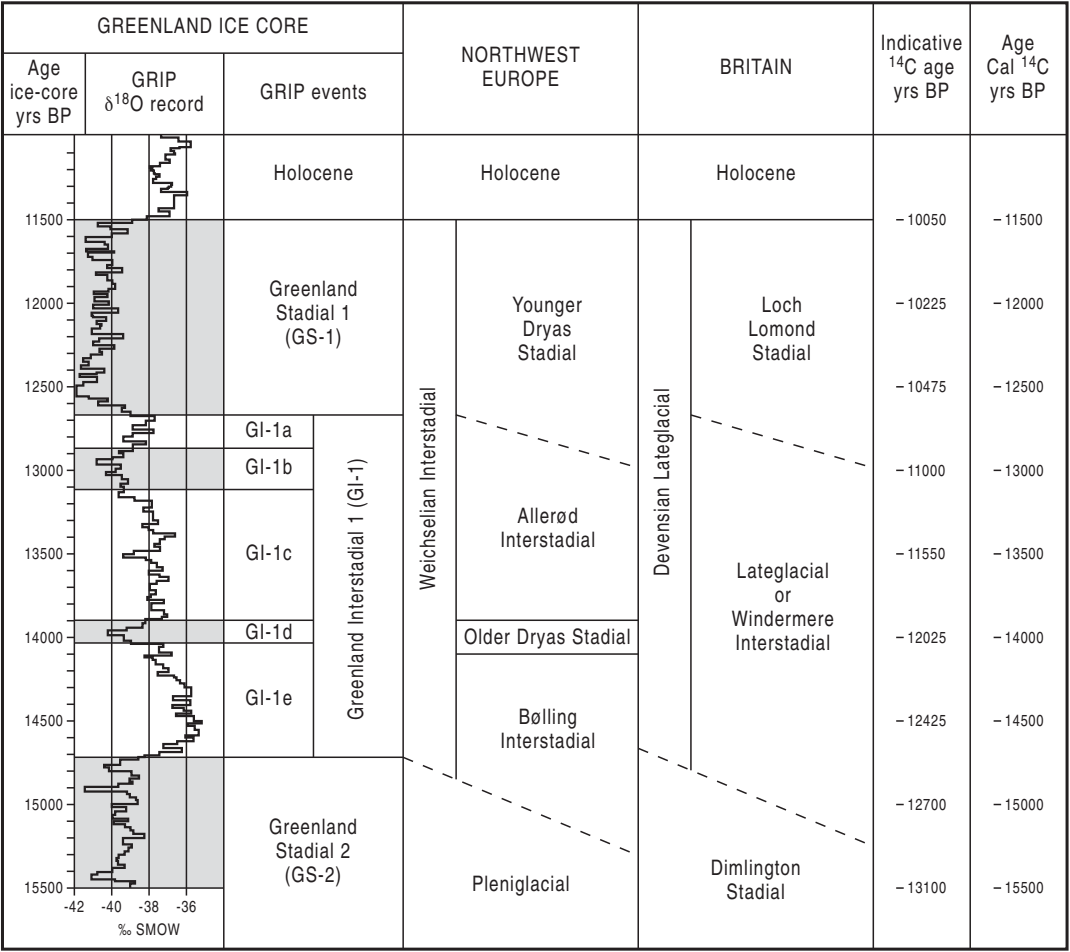 GREENLAND ICE CORE
Age
ice-core
yrs BP
GRIP
δ18O record
GRIP events
NORTHWEST
EUROPE
BRITAIN
Indicative
14C age
yrs BP
Age
Cal 14C
yrs BP
Holocene
Holocene
Holocene
11500
12000
12500
13000
13500
14000
14500
15000
15500
-42 -40 -38 -36
‰ SMOW
Greenland
Stadial 1
(GS-1)
GI-1a
GI-1b
GI-1c
GI-1d
GI-1e
Greenland Interstadial 1 (GI-1)
Greenland
Stadial 2
(GS-2)
Weichselian Interstadial
Younger
Dryas
Stadial
Allerød
Interstadial
Older Dryas Stadial
Bølling
Interstadial
Pleniglacial
Devensian Lateglacial
Loch
Lomond
Stadial
Lateglacial
or
Windermere
Interstadial
Dimlington
Stadial
–10050
–10225
–10475
–11000
–11550
–12025
–12425
–12700
–13100
–11500
–12000
–12500
–13000
–13500
–14000
–14500
–15000
–15500